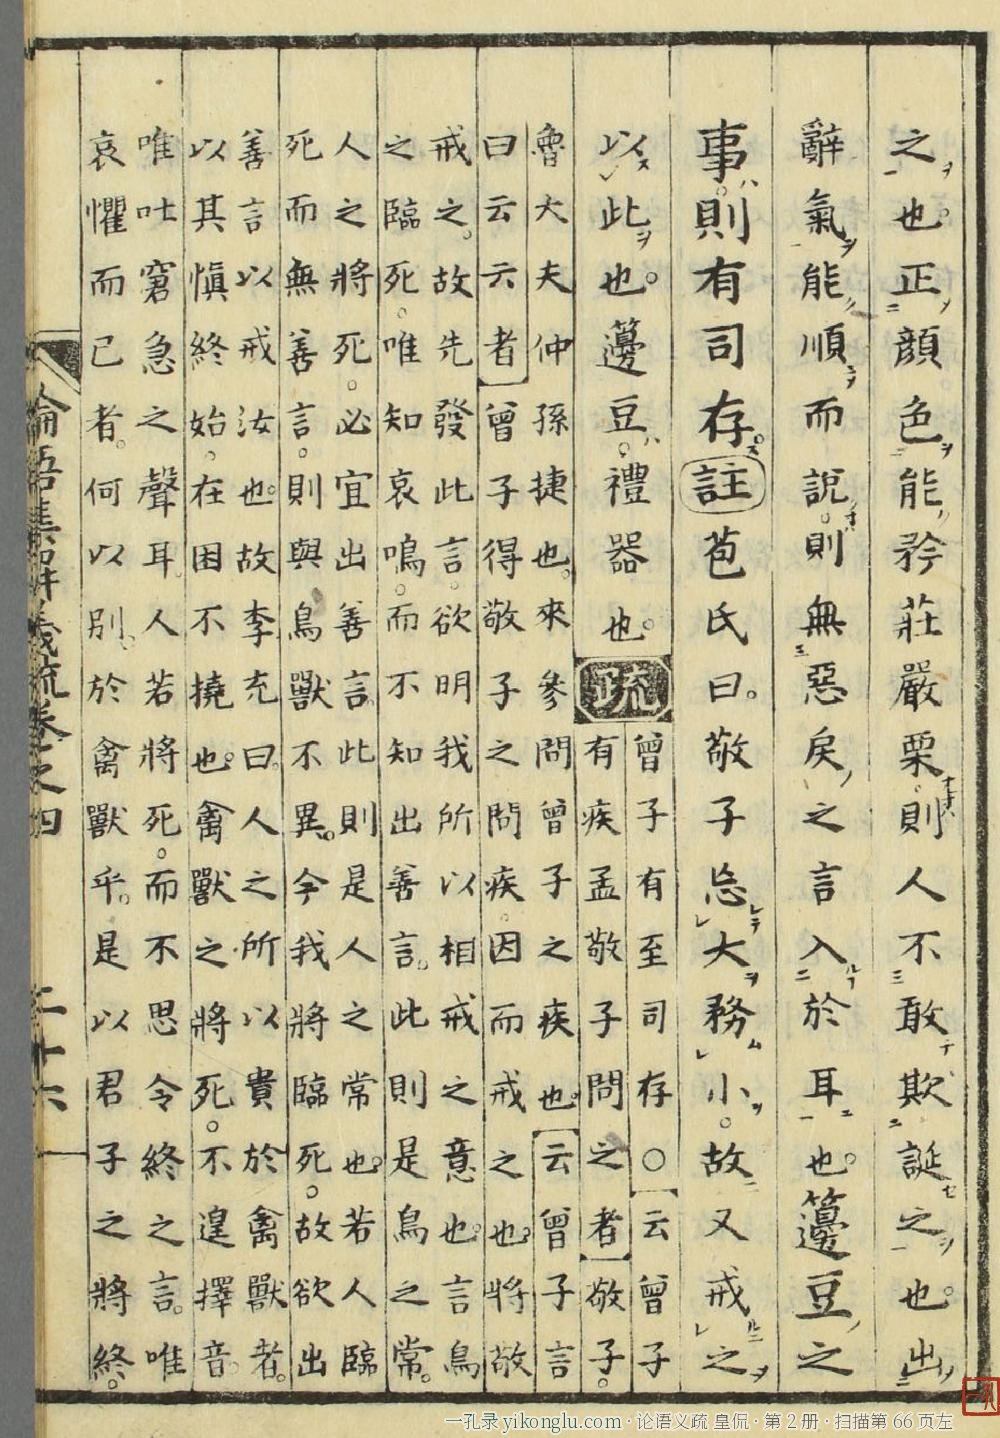 之也。正顏色。能矜莊嚴栗。則人不敢欺誕之也。出
辭氣。能順而說。則無惡戾之言入於耳也。籩豆之
事。則有司存。註苞氏曰。敬子忽大務小。故又戒之
以此也。籩豆。禮器也。疏
曾子有至司存○云曾子
有疾孟敬子問之者敬子。
魯大夫仲孫捷也。來參問曾子之疾也。云曾子言
曰云云者曾子得敬子之問疾。因而戒之也。將敬
戒之。故先發此言。欲明我所以相戒之意也。言鳥
之臨死。唯知哀鳴。而不知出善言。此則是鳥之常。
人之將死。必宜出善言。此則是人之常也。若人臨
死而無善言。則與鳥獸不異。今我將臨死。故欲出
善言以戒汝也。故李充曰。人之所以貴於禽獸者。
以其慎終始。在困不撓也。禽獸之將死。不遑擇音。
唯吐窘急之聲耳。人若將死。而不思令終之言。唯
哀懼而已者。何以別於禽獸乎。是以君子之將終。
論語集解義疏卷之四
二十六
一孔录 yikonglu.com · 论语义疏 皇侃 · 第 2 册 · 扫描第 66 页左